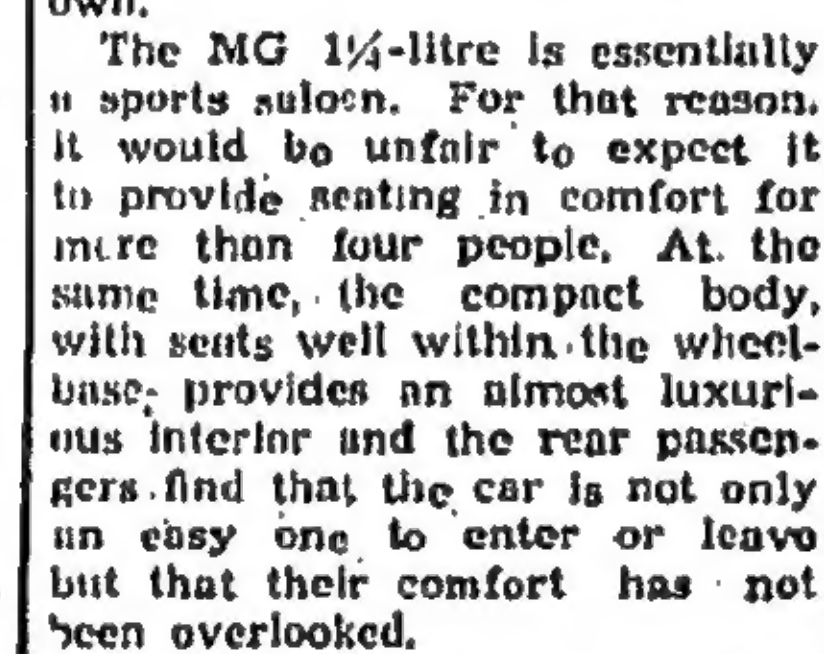 own.
The MG 1¼-litre is essentially
a sports saloon. For that reason,
it would be unfair to expect it
to provide seating in comfort for
more than four people. At the
same time, the compact body,
with seats well within the wheel-
base, provides an almost luxuri-
ous interior and the rear passen-
gers find that the car is not only
an easy one to enter or leave
but that their comfort has not
been overlooked.